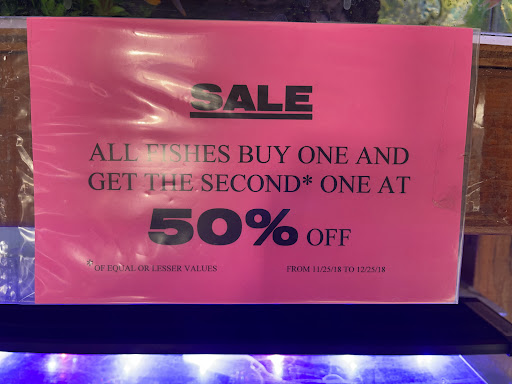 SALE
ALL FISHES BUY ONE AND
GET THE SECOND* ONE AT
50% OFF
*OF EQUAL OR LESSER VALUES FROM 11/25/18 TO 12/25/18